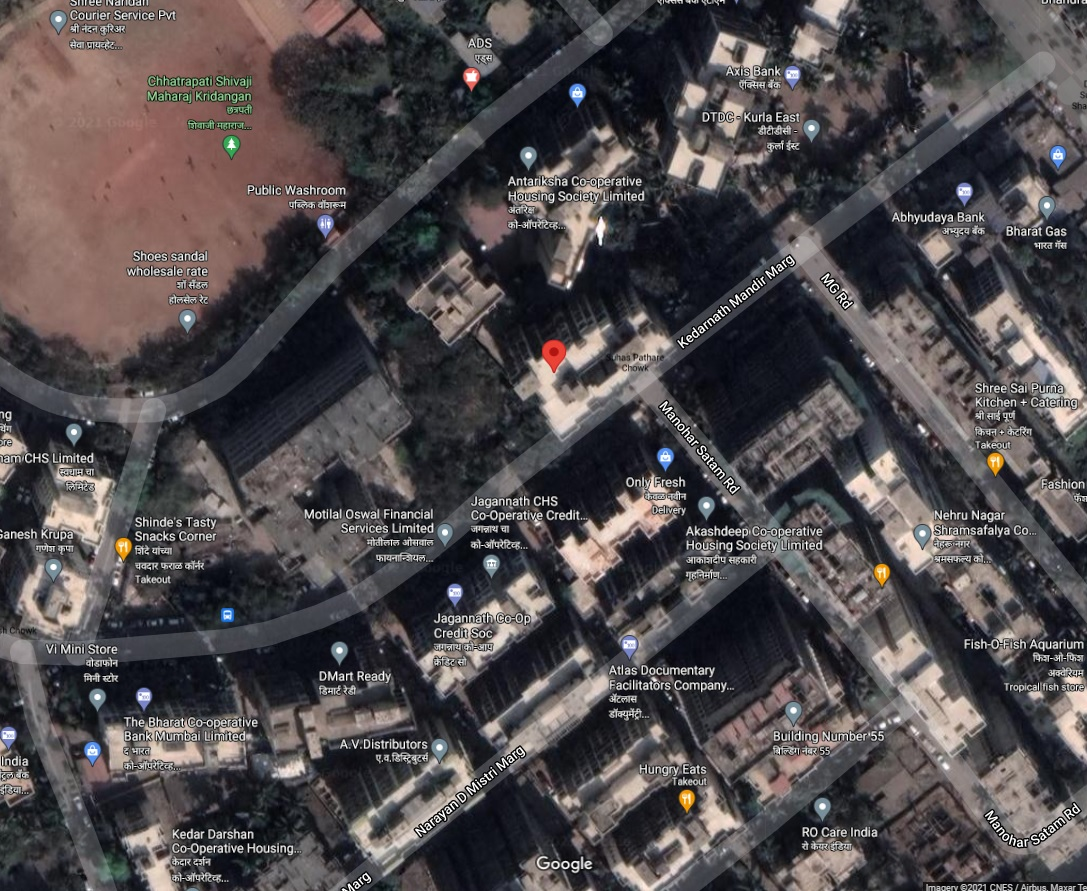 Shree Nandan
Courier Service Pvt
श्री नंदन कुरिअर
सेवा प्रायव्हेट...
ADS
एड्स
Chhatrapati Shivaji
Maharaj Kridangan
छत्रपती
शिवाजी महाराज...
Axis Bank
ऍक्सिस बँक
DTDC - Kurla East
डीटीडीसी -
कुर्ला ईस्ट
Public Washroom
पब्लिक वॉशरूम
Antariksha Co-operative
Housing Society Limited
अंतरिक्ष
को-ऑपरेटिव्ह...
Abhyudaya Bank
अभ्युदय बँक
Bharat Gas
भारत गॅस
Shoes sandal
wholesale rate
शॉ सँडल
होलसेल रेट
Kedarnath Mandir Marg
MG Rd
Suhas Pathare
Chowk
Shree Sai Purna
Kitchen + Catering
श्री साई पूर्ण
किचन + केटरिंग
Takeout
Manohar Satam Rd
CHS Limited
स्वधाम चा
लिमिटेड
Only Fresh
केवळ नवीन
Delivery
Fashion
Ganesh Krupa
गणेश कृपा
Shinde's Tasty
Snacks Corner
शिंदे यांच्या
चवदार फराळ कॉर्नर
Takeout
Motilal Oswal Financial
Services Limited
मोतीलाल ओसवाल
फायनान्शियल...
Jagannath CHS
Co-Operative Credit...
जगन्नाथ चा
को-ऑपरेटिव्ह...
Akashdeep Co-operative
Housing Society Limited
आकाशदीप सहकारी
गृहनिर्माण...
Nehru Nagar
Shramsafalya Co...
नेहरू नगर
श्रमसफल्य को...
Jagannath Co-Op
Credit Soc
जगन्नाथ को-आप
क्रेडिट सो
Vi Mini Store
वोडाफोन
मिनी स्टोर
DMart Ready
डिमार्ट रेडी
Atlas Documentary
Facilitators Company...
अ‍ॅटलास
डॉक्युमेंट्री...
Fish-O-Fish Aquarium
फिश-ओ-फिश
अक्वेरियम
Tropical fish store
The Bharat Co-operative
Bank Mumbai Limited
द भारत
को-ऑपरेटिव्ह...
A.V.Distributors
ए.व.डिस्ट्रिबुटर्स
Building Number 55
बिल्डिंग नंबर 55
India
Narayan D Mistri Marg
Hungry Eats
Takeout
Kedar Darshan
Co-Operative Housing...
केदार दर्शन
को-ऑपरेटिव्ह...
RO Care India
रो केयर इंडिया
Manohar Satam Rd
Google
Marg
Imagery ©2021 CNES / Airbus, Maxar Te